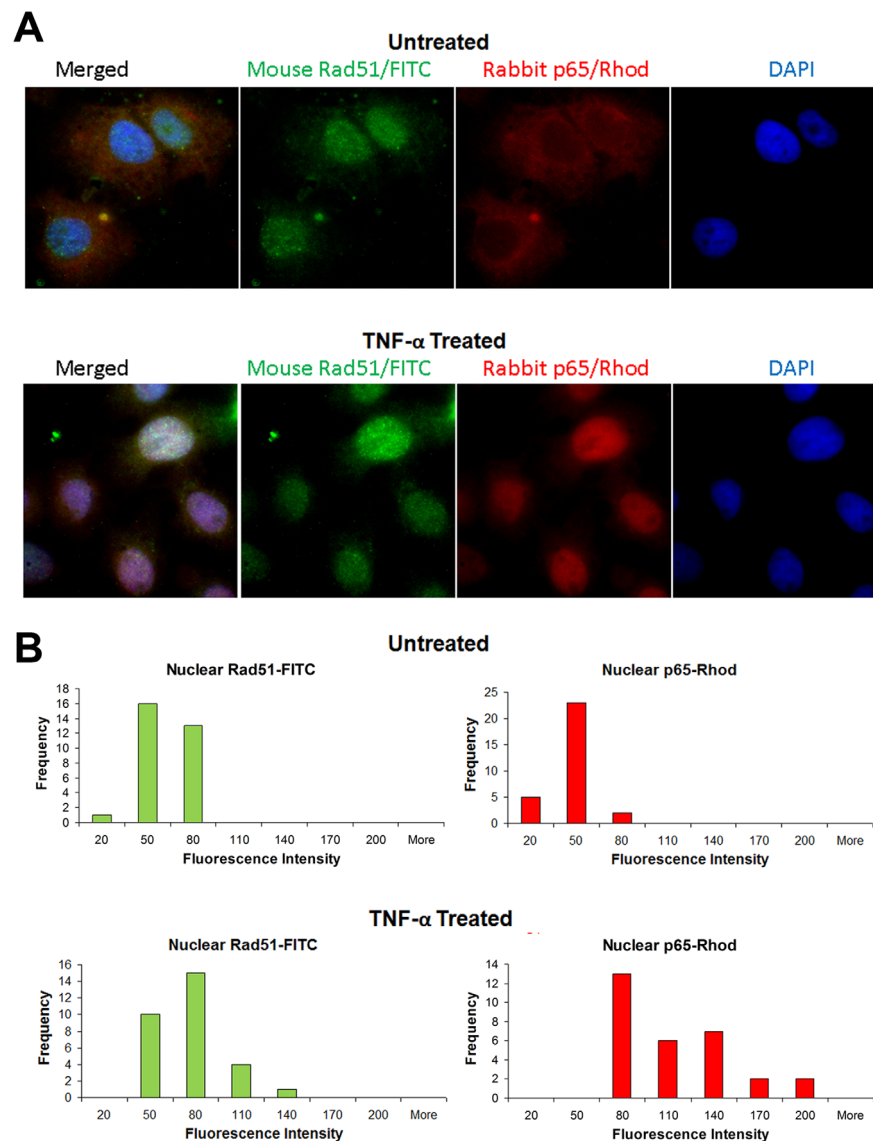 A
Untreated
Merged Mouse Rad51/FITC Rabbit p65/Rhod DAPI
TNF-α Treated
Merged Mouse Rad51/FITC Rabbit p65/Rhod DAPI
B
Untreated
Nuclear Rad51-FITC
Frequency
18
16
14
12
10
8
6
4
2
0
20 50 80 110 140 170 200 More
Fluorescence Intensity
Nuclear p65-Rhod
Frequency
25
20
15
10
5
0
20 50 80 110 140 170 200 More
Fluorescence Intensity
TNF-α Treated
Nuclear Rad51-FITC
Frequency
16
14
12
10
8
6
4
2
0
20 50 80 110 140 170 200 More
Fluorescence Intensity
Nuclear p65-Rhod
Frequency
14
12
10
8
6
4
2
0
20 50 80 110 140 170 200 More
Fluorescence Intensity